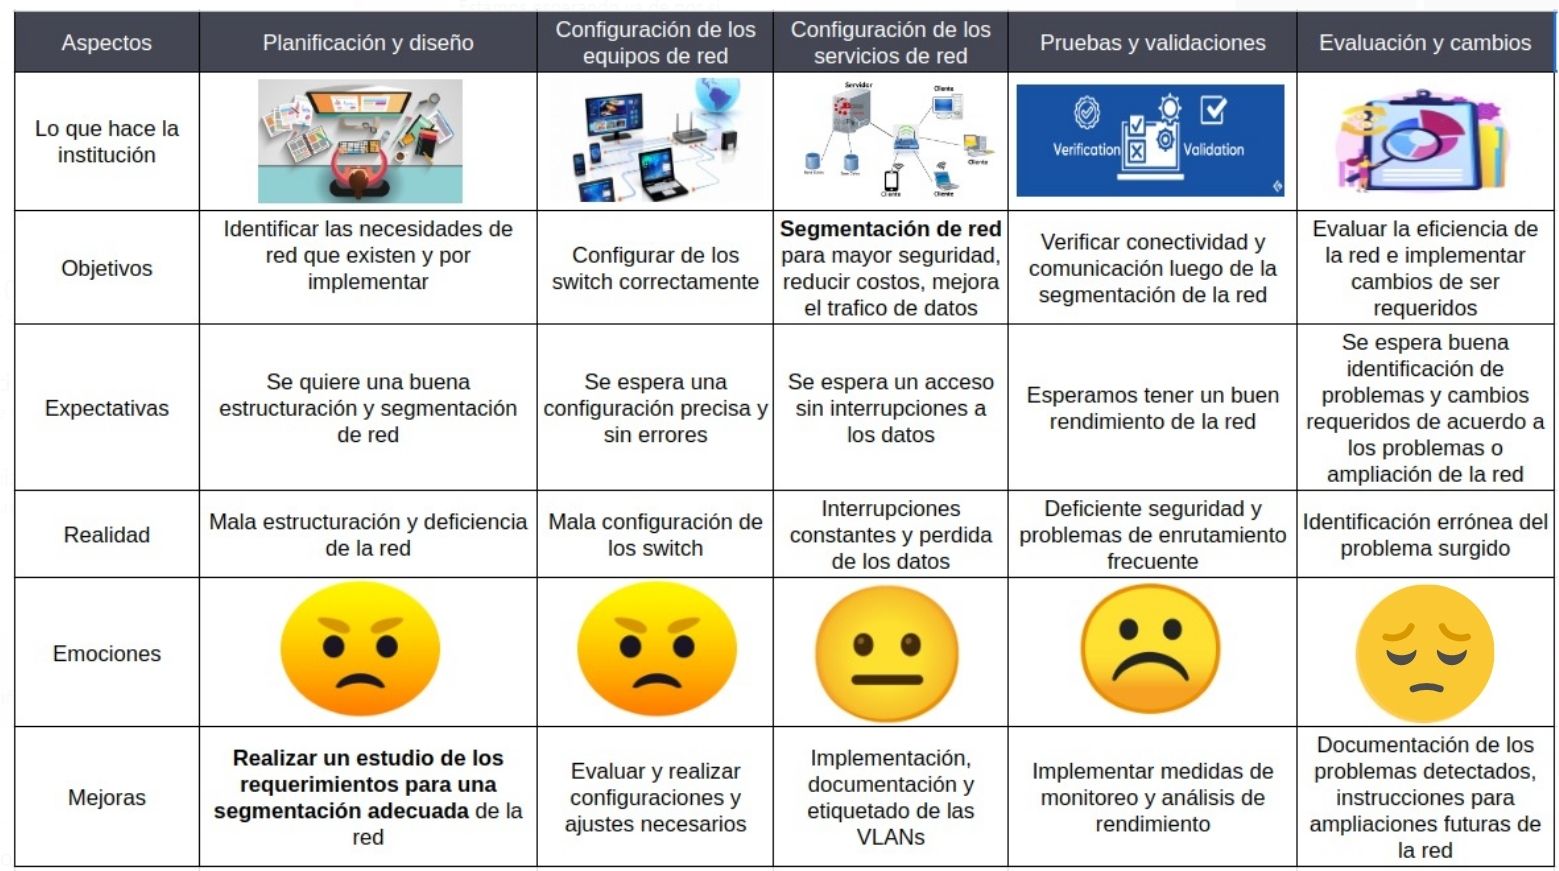 Aspectos
Planificación y diseño
Configuración de los
equipos de red
Configuración de los
servicios de red
Pruebas y validaciones
Evaluación y cambios
Lo que hace la
institución
Servidor
Cliente
Cliente
Cliente
Cliente
Verification
Validation
Objetivos
Identificar las necesidades de
red que existen y por
implementar
Configurar de los
switch correctamente
Segmentación de red
para mayor seguridad,
reducir costos, mejora
el trafico de datos
Verificar conectividad y
comunicación luego de la
segmentación de la red
Evaluar la eficiencia de
la red e implementar
cambios de ser
requeridos
Expectativas
Se quiere una buena
estructuración y segmentación
de red
Se espera una
configuración precisa y
sin errores
Se espera un acceso
sin interrupciones a
los datos
Esperamos tener un buen
rendimiento de la red
Se espera buena
identificación de
problemas y cambios
requeridos de acuerdo a
los problemas o
ampliación de la red
Realidad
Mala estructuración y deficiencia
de la red
Mala configuración de
los switch
Interrupciones
constantes y perdida
de los datos
Deficiente seguridad y
problemas de enrutamiento
frecuente
Identificación errónea del
problema surgido
Emociones
Mejoras
Realizar un estudio de los
requerimientos para una
segmentación adecuada de la
red
Evaluar y realizar
configuraciones y
ajustes necesarios
Implementación,
documentación y
etiquetado de las
VLANs
Implementar medidas de
monitoreo y análisis de
rendimiento
Documentación de los
problemas detectados,
instrucciones para
ampliaciones futuras de
la red